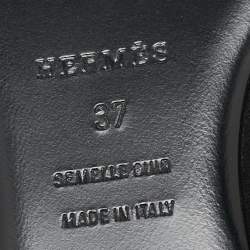 HERMÈS
37
SEMELLE CUIR
MADE IN ITALY